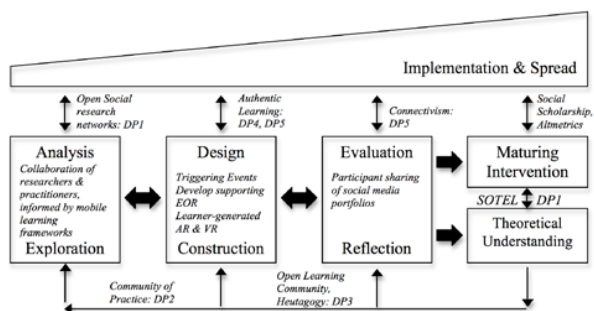 Implementation & Spread
Open Social
research
networks: DP1
Authentic
Learning:
DP4, DP5
Connectivism:
DP5
Social
Scholarship,
Altmetrics
Analysis
Collaboration of
researchers &
practitioners,
informed by mobile
learning
frameworks
Exploration
Design
Triggering Events
Develop supporting
EOR
Learner-generated
AR & VR
Construction
Evaluation
Participant sharing
of social media
portfolios
Reflection
Maturing
Intervention
SOTEL DP1
Theoretical
Understanding
Community of
Practice: DP2
Open Learning
Community,
Heutagogy: DP3